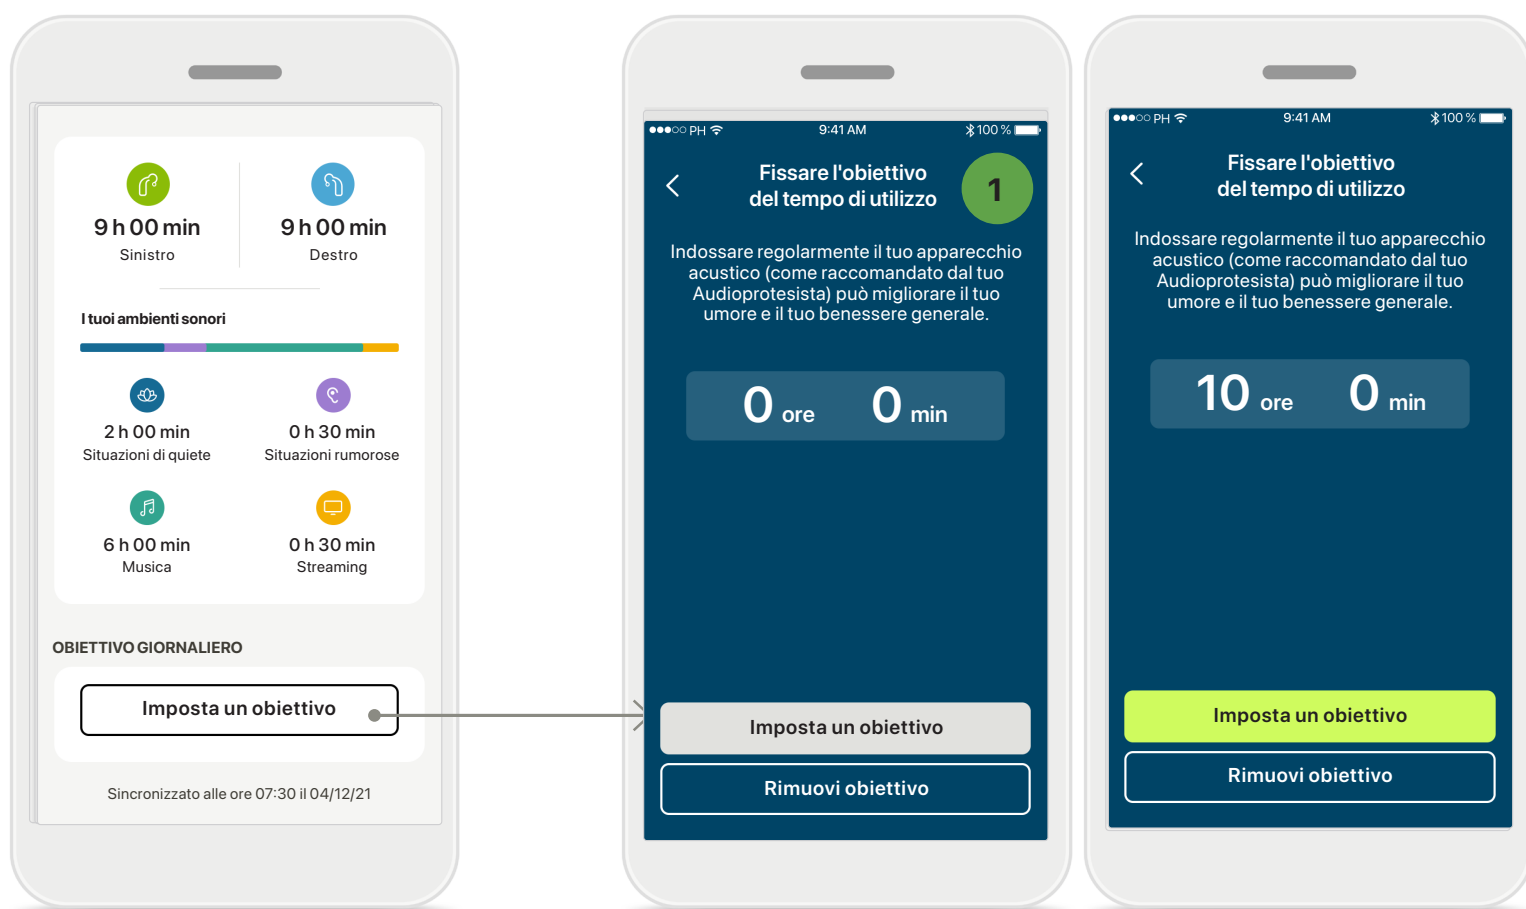 9 h 00 min
Sinistro
9 h 00 min
Destro
I tuoi ambienti sonori
2 h 00 min
Situazioni di quiete
0 h 30 min
Situazioni rumorose
6 h 00 min
Musica
0 h 30 min
Streaming
OBIETTIVO GIORNALIERO
Imposta un obiettivo
Sincronizzato alle ore 07:30 il 04/12/21
PH 9:41 AM 100 %
Fissare l'obiettivo
del tempo di utilizzo
1
Indossare regolarmente il tuo apparecchio
acustico (come raccomandato dal tuo
Audioprotesista) può migliorare il tuo
umore e il tuo benessere generale.
0 ore 0 min
Imposta un obiettivo
Rimuovi obiettivo
PH 9:41 AM 100 %
Fissare l'obiettivo
del tempo di utilizzo
Indossare regolarmente il tuo apparecchio
acustico (come raccomandato dal tuo
Audioprotesista) può migliorare il tuo
umore e il tuo benessere generale.
10 ore 0 min
Imposta un obiettivo
Rimuovi obiettivo